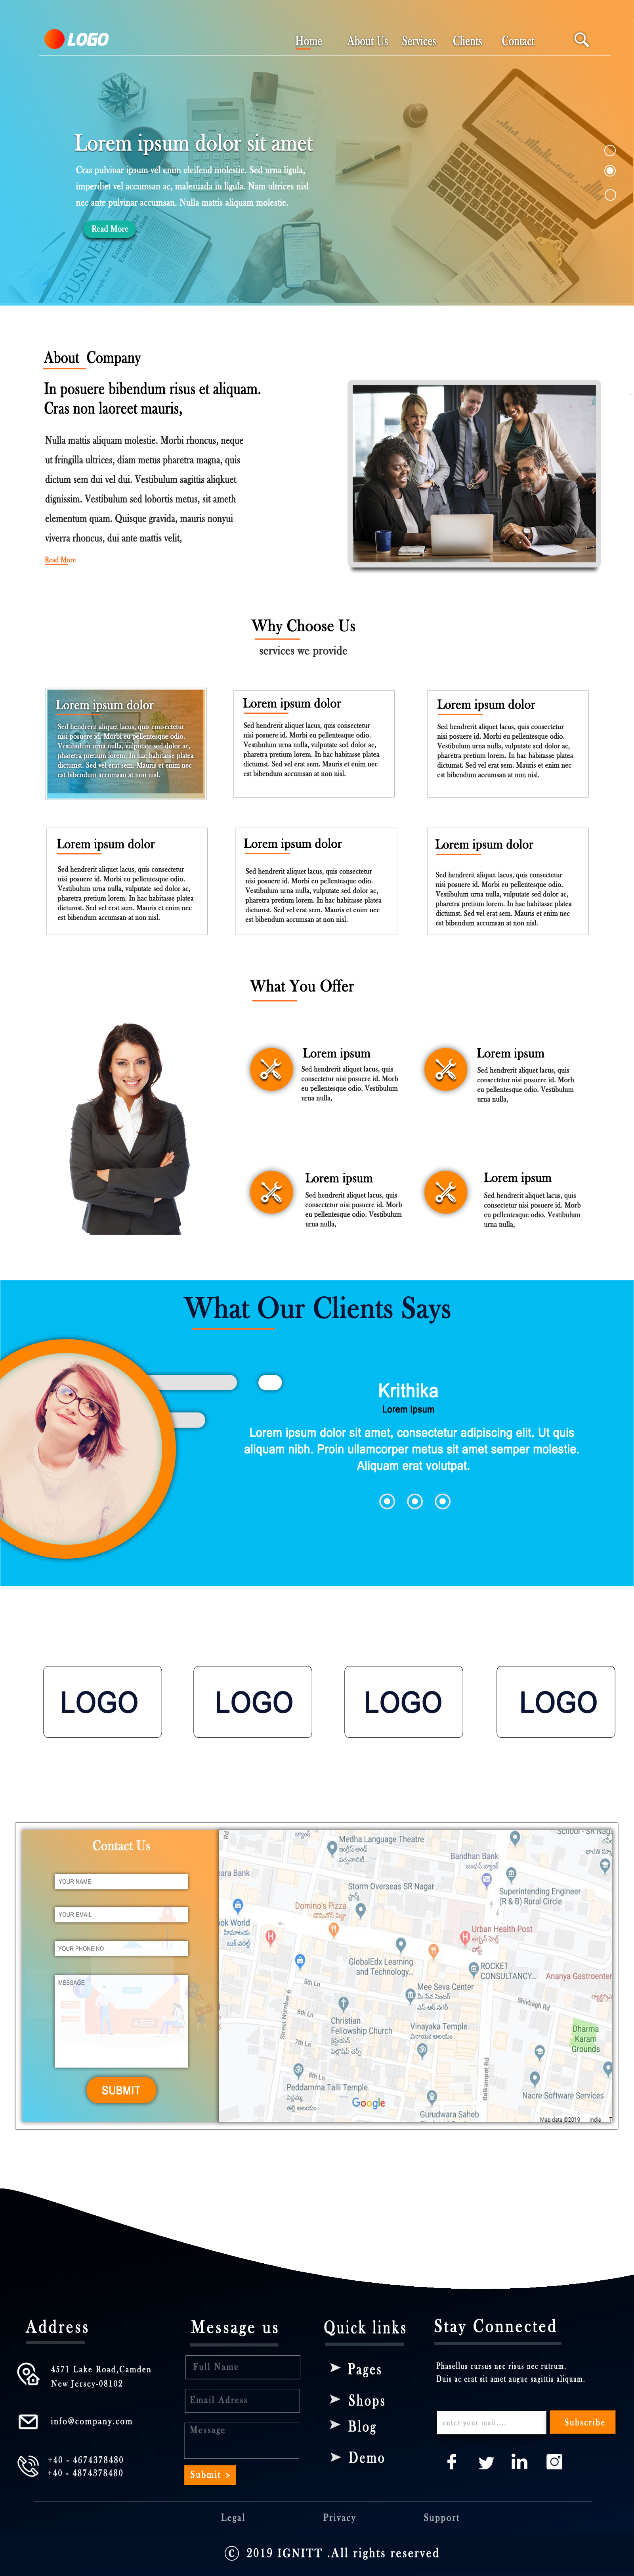 LOGO
Home About Us Services Clients Contact
Lorem ipsum dolor sit amet
Cras pulvinar ipsum vel enim eleifend molestie. Sed urna ligula,
imperdiet vel accumsan ac, malesuada in ligula. Nam ultrices nisl
nec ante pulvinar accumsan. Nulla mattis aliquam molestie.
Read More
BUSINESS
About Company
In posuere bibendum risus et aliquam.
Cras non laoreet mauris,
Nulla mattis aliquam molestie. Morbi rhoncus, neque
ut fringilla ultrices, diam metus pharetra magna, quis
dictum sem dui vel dui. Vestibulum sagittis aliqkuet
dignissim. Vestibulum sed lobortis metus, sit ameth
elementum quam. Quisque gravida, mauris nonyui
viverra rhoncus, dui ante mattis velit,
Read More
Why Choose Us
services we provide
Lorem ipsum dolor
Sed hendrerit aliquet lacus, quis consectetur
nisi posuere id. Morbi eu pellentesque odio.
Vestibulum urna nulla, vulputate sed dolor ac,
pharetra pretium lorem. In hac habitasse platea
dictumst. Sed vel erat sem. Mauris et enim nec
est bibendum accumsan at non nisl.
Lorem ipsum dolor
Sed hendrerit aliquet lacus, quis consectetur
nisi posuere id. Morbi eu pellentesque odio.
Vestibulum urna nulla, vulputate sed dolor ac,
pharetra pretium lorem. In hac habitasse platea
dictumst. Sed vel erat sem. Mauris et enim nec
est bibendum accumsan at non nisl.
Lorem ipsum dolor
Sed hendrerit aliquet lacus, quis consectetur
nisi posuere id. Morbi eu pellentesque odio.
Vestibulum urna nulla, vulputate sed dolor ac,
pharetra pretium lorem. In hac habitasse platea
dictumst. Sed vel erat sem. Mauris et enim nec
est bibendum accumsan at non nisl.
Lorem ipsum dolor
Sed hendrerit aliquet lacus, quis consectetur
nisi posuere id. Morbi eu pellentesque odio.
Vestibulum urna nulla, vulputate sed dolor ac,
pharetra pretium lorem. In hac habitasse platea
dictumst. Sed vel erat sem. Mauris et enim nec
est bibendum accumsan at non nisl.
Lorem ipsum dolor
Sed hendrerit aliquet lacus, quis consectetur
nisi posuere id. Morbi eu pellentesque odio.
Vestibulum urna nulla, vulputate sed dolor ac,
pharetra pretium lorem. In hac habitasse platea
dictumst. Sed vel erat sem. Mauris et enim nec
est bibendum accumsan at non nisl.
Lorem ipsum dolor
Sed hendrerit aliquet lacus, quis consectetur
nisi posuere id. Morbi eu pellentesque odio.
Vestibulum urna nulla, vulputate sed dolor ac,
pharetra pretium lorem. In hac habitasse platea
dictumst. Sed vel erat sem. Mauris et enim nec
est bibendum accumsan at non nisl.
What You Offer
Lorem ipsum
Sed hendrerit aliquet lacus, quis
consectetur nisi posuere id. Morb
eu pellentesque odio. Vestibulum
urna nulla,
Lorem ipsum
Sed hendrerit aliquet lacus, quis
consectetur nisi posuere id. Morb
eu pellentesque odio. Vestibulum
urna nulla,
Lorem ipsum
Sed hendrerit aliquet lacus, quis
consectetur nisi posuere id. Morb
eu pellentesque odio. Vestibulum
urna nulla,
Lorem ipsum
Sed hendrerit aliquet lacus, quis
consectetur nisi posuere id. Morb
eu pellentesque odio. Vestibulum
urna nulla,
What Our Clients Says
Krithika
Lorem Ipsum
Lorem ipsum dolor sit amet, consectetur adipiscing elit. Ut quis
aliquam nibh. Proin ullamcorper metus sit amet semper molestie.
Aliquam erat volutpat.
LOGO LOGO LOGO LOGO
Contact Us
YOUR NAME
YOUR EMAIL
YOUR PHONE NO
MESSAGE
SUBMIT
Medha Language Theatre
School - SR Nag
Bandhan Bank
ara Bank
Storm Overseas SR Nagar
Superintending Engineer
(R & B) Rural Circle
Domino's Pizza
ook World
Urban Health Post
GlobalEdx Learning
and Technology...
ROCKET
CONSULTANCY...
Ananya Gastroenter
5th Ln
Mee Seva Center
Shivbagh Rd
Street Number 6
6th Ln
Christian
Fellowship Church
Vinayaka Temple
Dharma
Karam
Grounds
7th Ln
8th Ln
Peddamma Talli Temple
Balkampet Rd
Nacre Software Services
Google
Gurudwara Saheb
Map data ©2019 India T
Address
4571 Lake Road,Camden
New Jersey-08102
info@company.com
+40 - 4674378480
+40 - 4874378480
Message us
Full Name
Email Adress
Message
Submit >
Quick links
Pages
Shops
Blog
Demo
Stay Connected
Phasellus cursus nec risus nec rutrum.
Duis ac erat sit amet augue sagittis aliquam.
enter your mail....
Subscribe
Legal Privacy Support
© 2019 IGNITT .All rights reserved